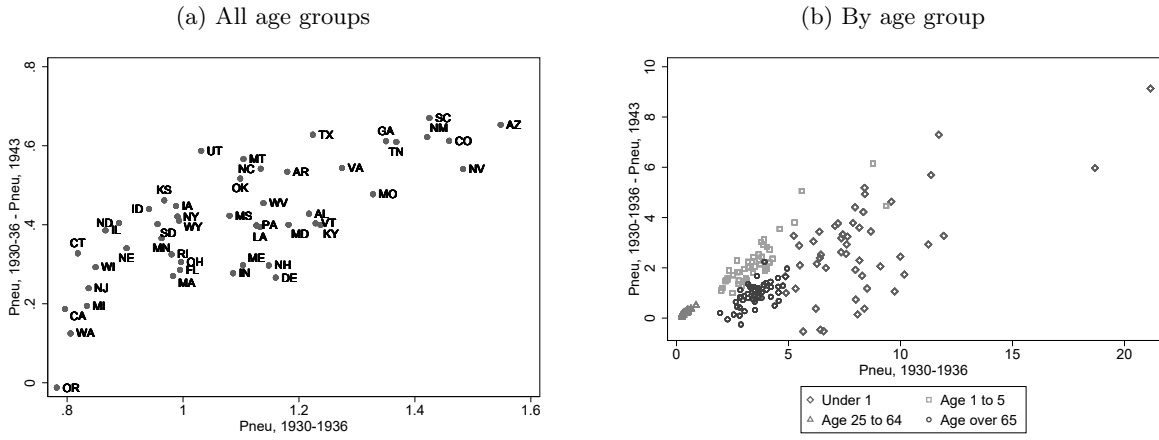 (a) All age groups
(b) By age group
Pneu, 1930-36 - Pneu, 1943
.8
.6
.4
.2
0
SC
AZ
TX
GA
NM
CO
TN
UT
MT
NC
AR
VA
NV
OK
MO
KS
ID
IA
WV
NY
WY
MS
AL
VT
KY
ND
IL
SD
PA
LA
MD
CT
MN
NE
RI
OH
ME
NH
WI
FL
MA
IN
DE
NJ
MI
CA
WA
OR
.8 1 1.2 1.4 1.6
Pneu, 1930-1936
Pneu, 1930-1936 - Pneu, 1943
10
8
6
4
2
0
0 5 10 15 20
Pneu, 1930-1936
Under 1 Age 1 to 5
Age 25 to 64 Age over 65